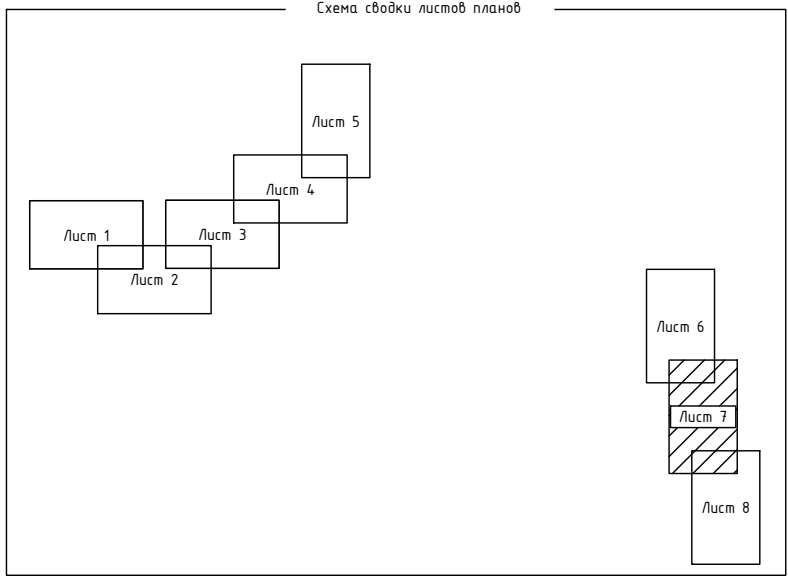 Схема сводки листов планов
Лист 5
Лист 4
Лист 1
Лист 3
Лист 2
Лист 6
Лист 7
Лист 8